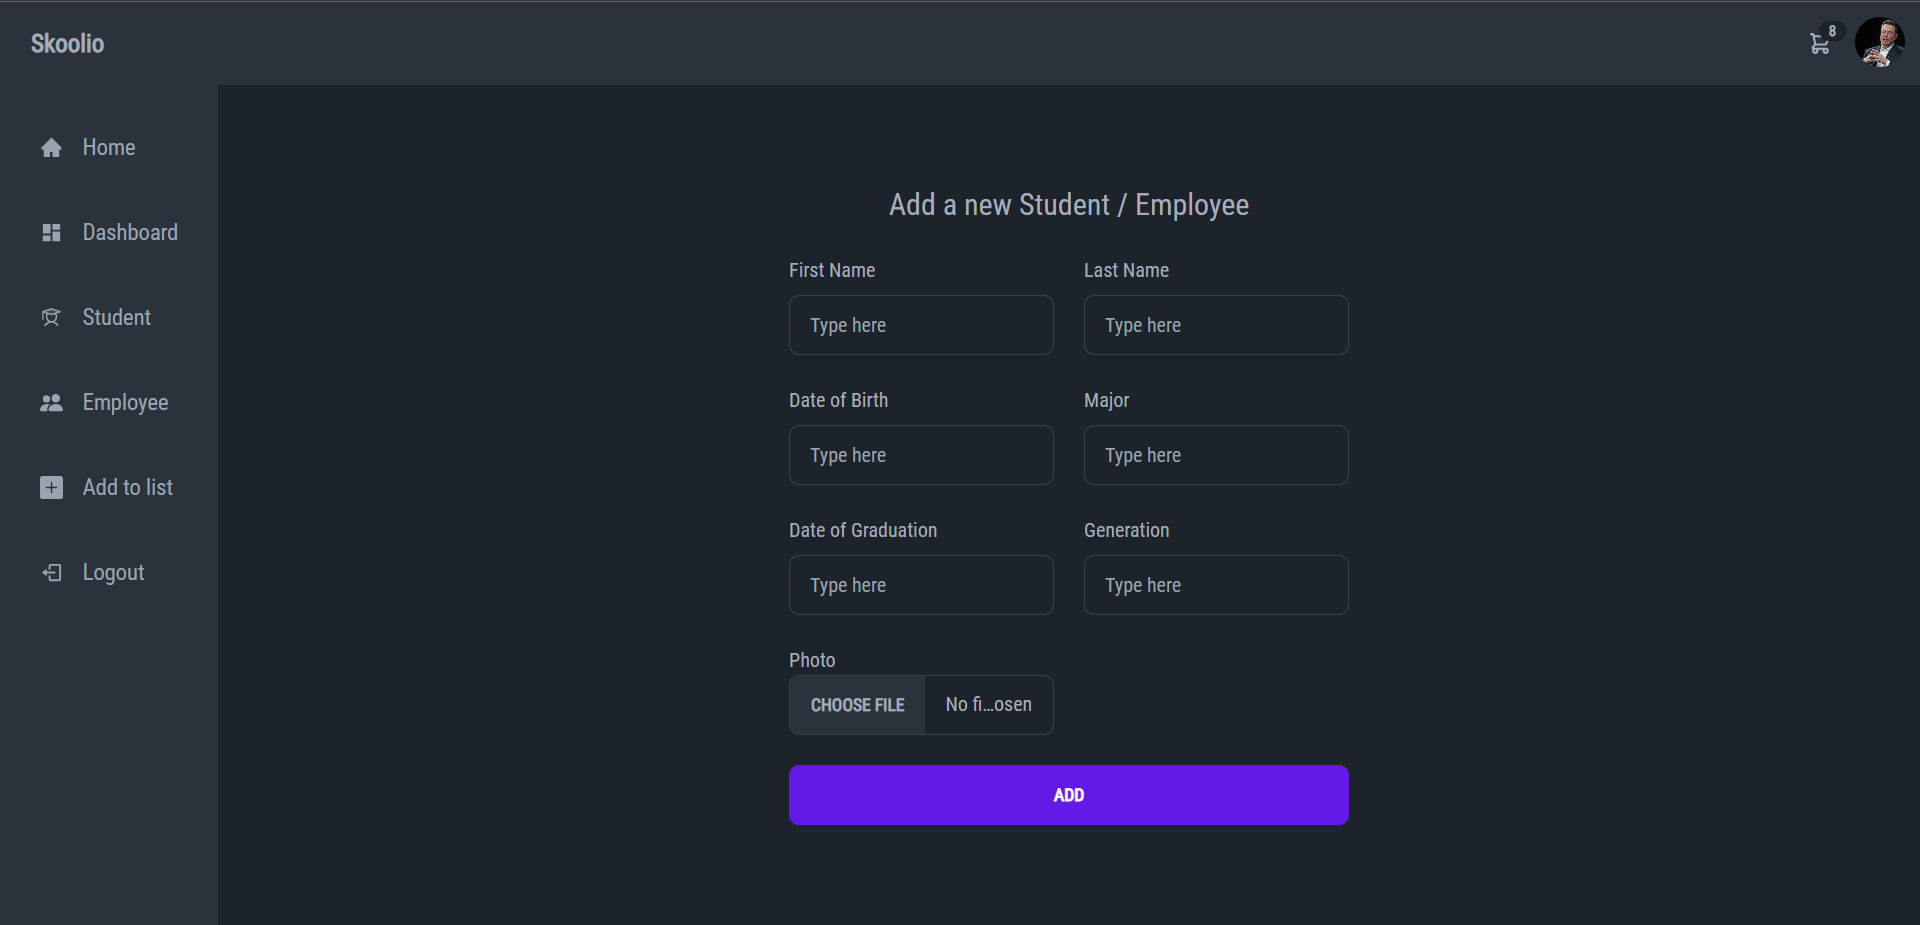 Skoolio
8
Home
Dashboard
Student
Employee
Add to list
Logout
Add a new Student / Employee
First Name
Last Name
Type here
Type here
Date of Birth
Major
Type here
Type here
Date of Graduation
Generation
Type here
Type here
Photo
CHOOSE FILE
No fi...osen
ADD